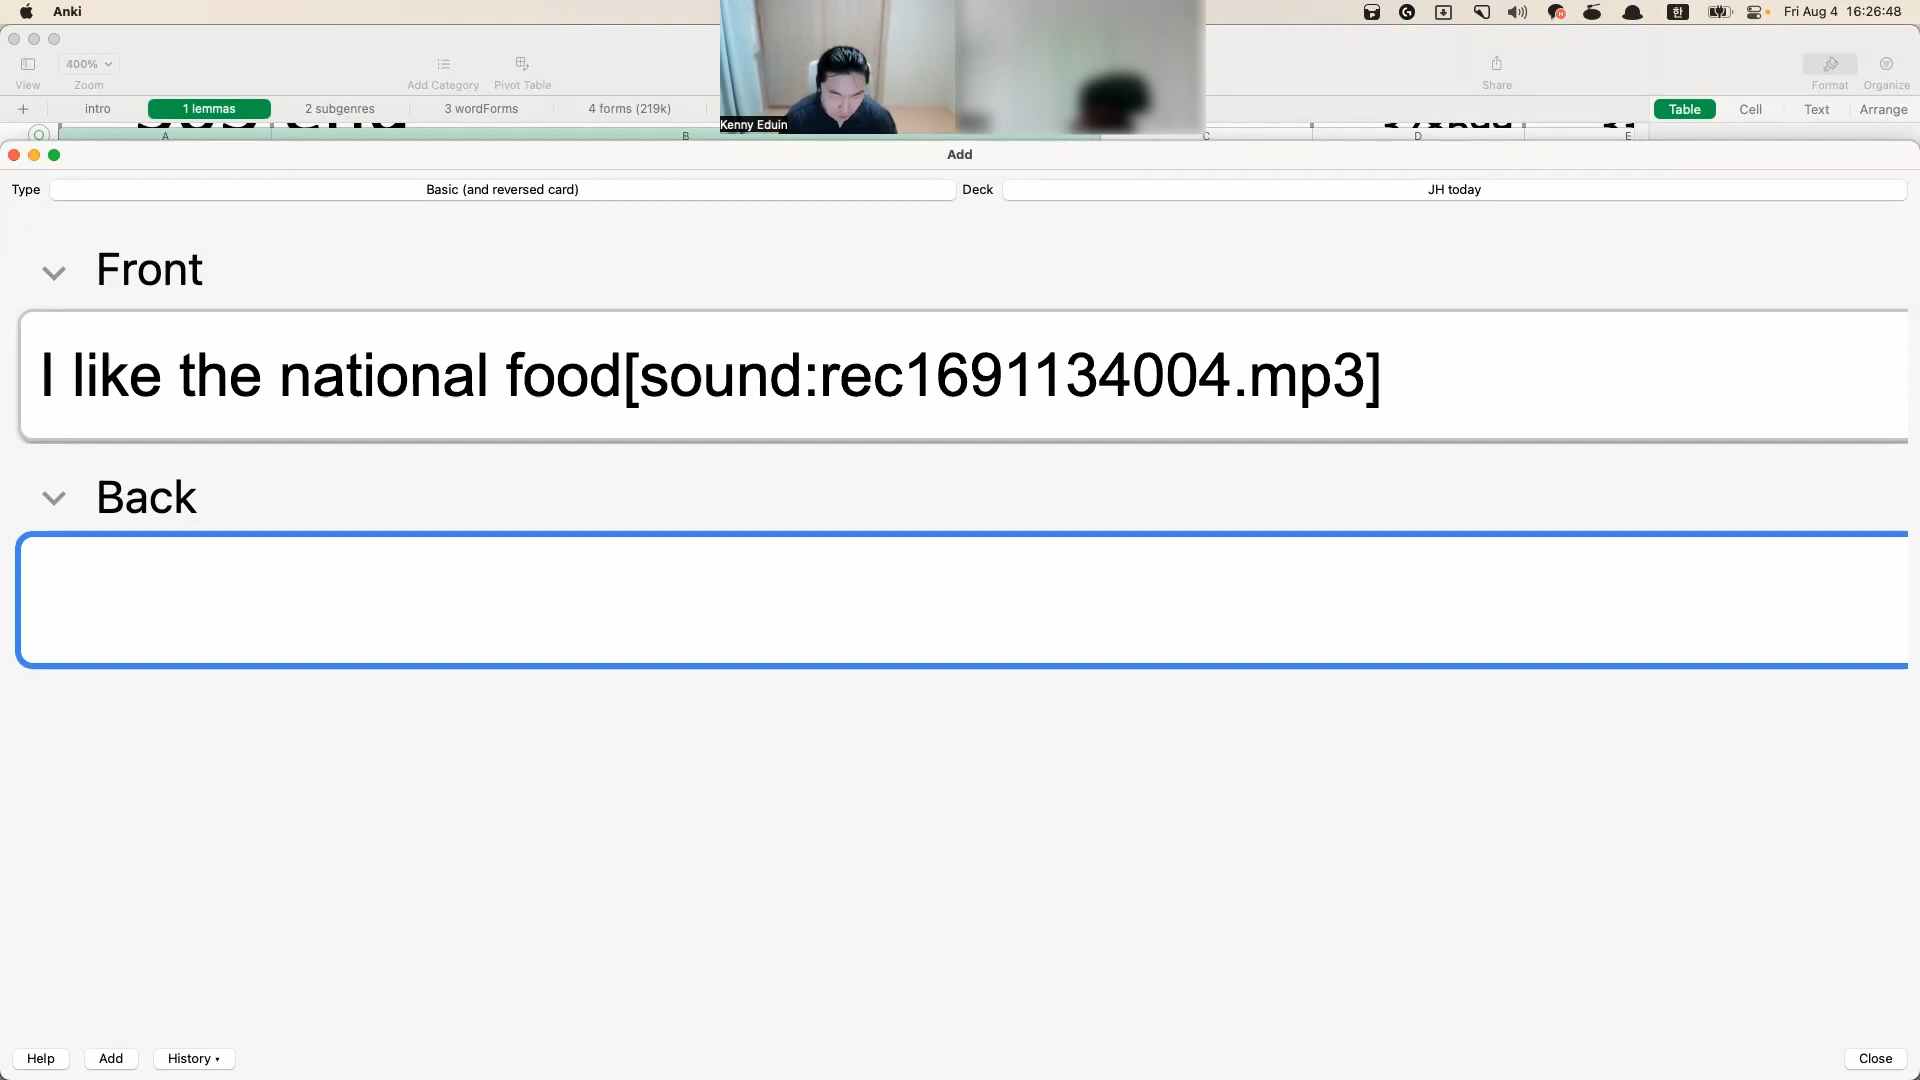 Anki
Fri Aug 4 16:26:48
400%
View
Zoom
Add Category
Pivot Table
Share
Format
Organize
intro
1 lemmas
2 subgenres
3 wordForms
4 forms (219k)
Table
Cell
Text
Arrange
Kenny Eduin
A
B
C
D
E
Add
Type
Basic (and reversed card)
Deck
JH today
Front
I like the national food[sound:rec1691134004.mp3]
Back
Help
Add
History
Close